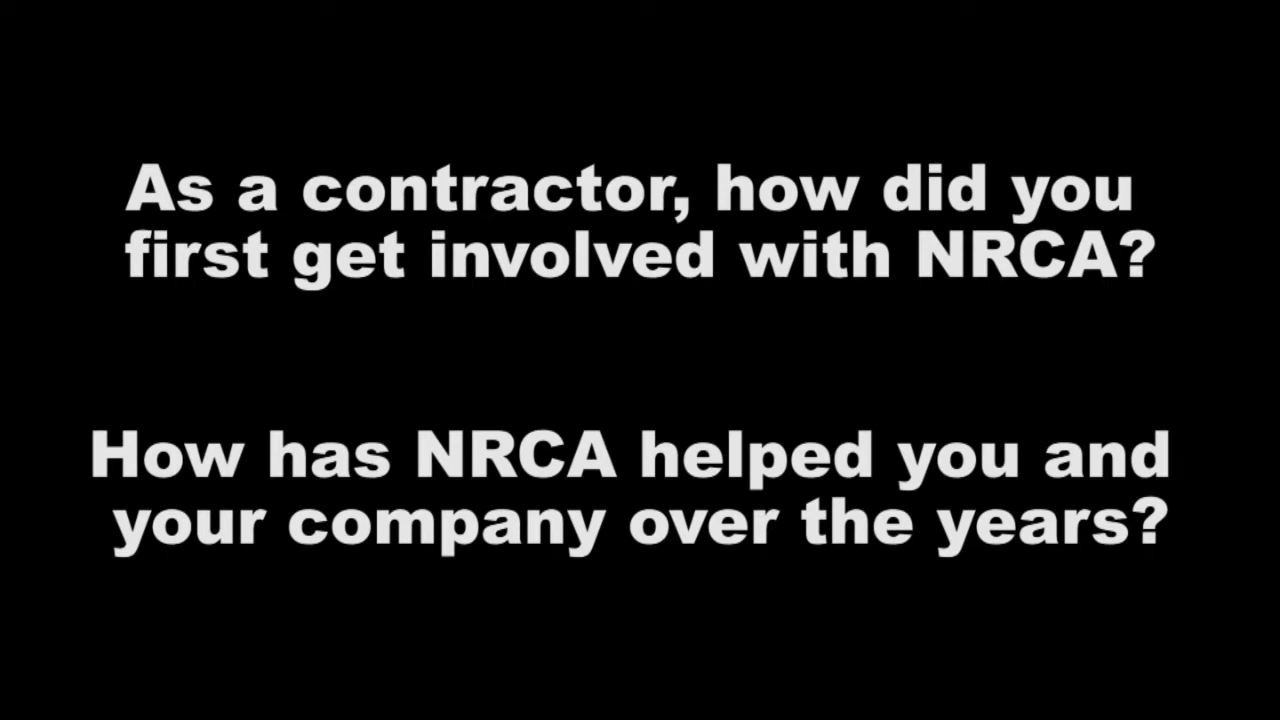 As a contractor, how did you
first get involved with NRCA?
How has NRCA helped you and
your company over the years?